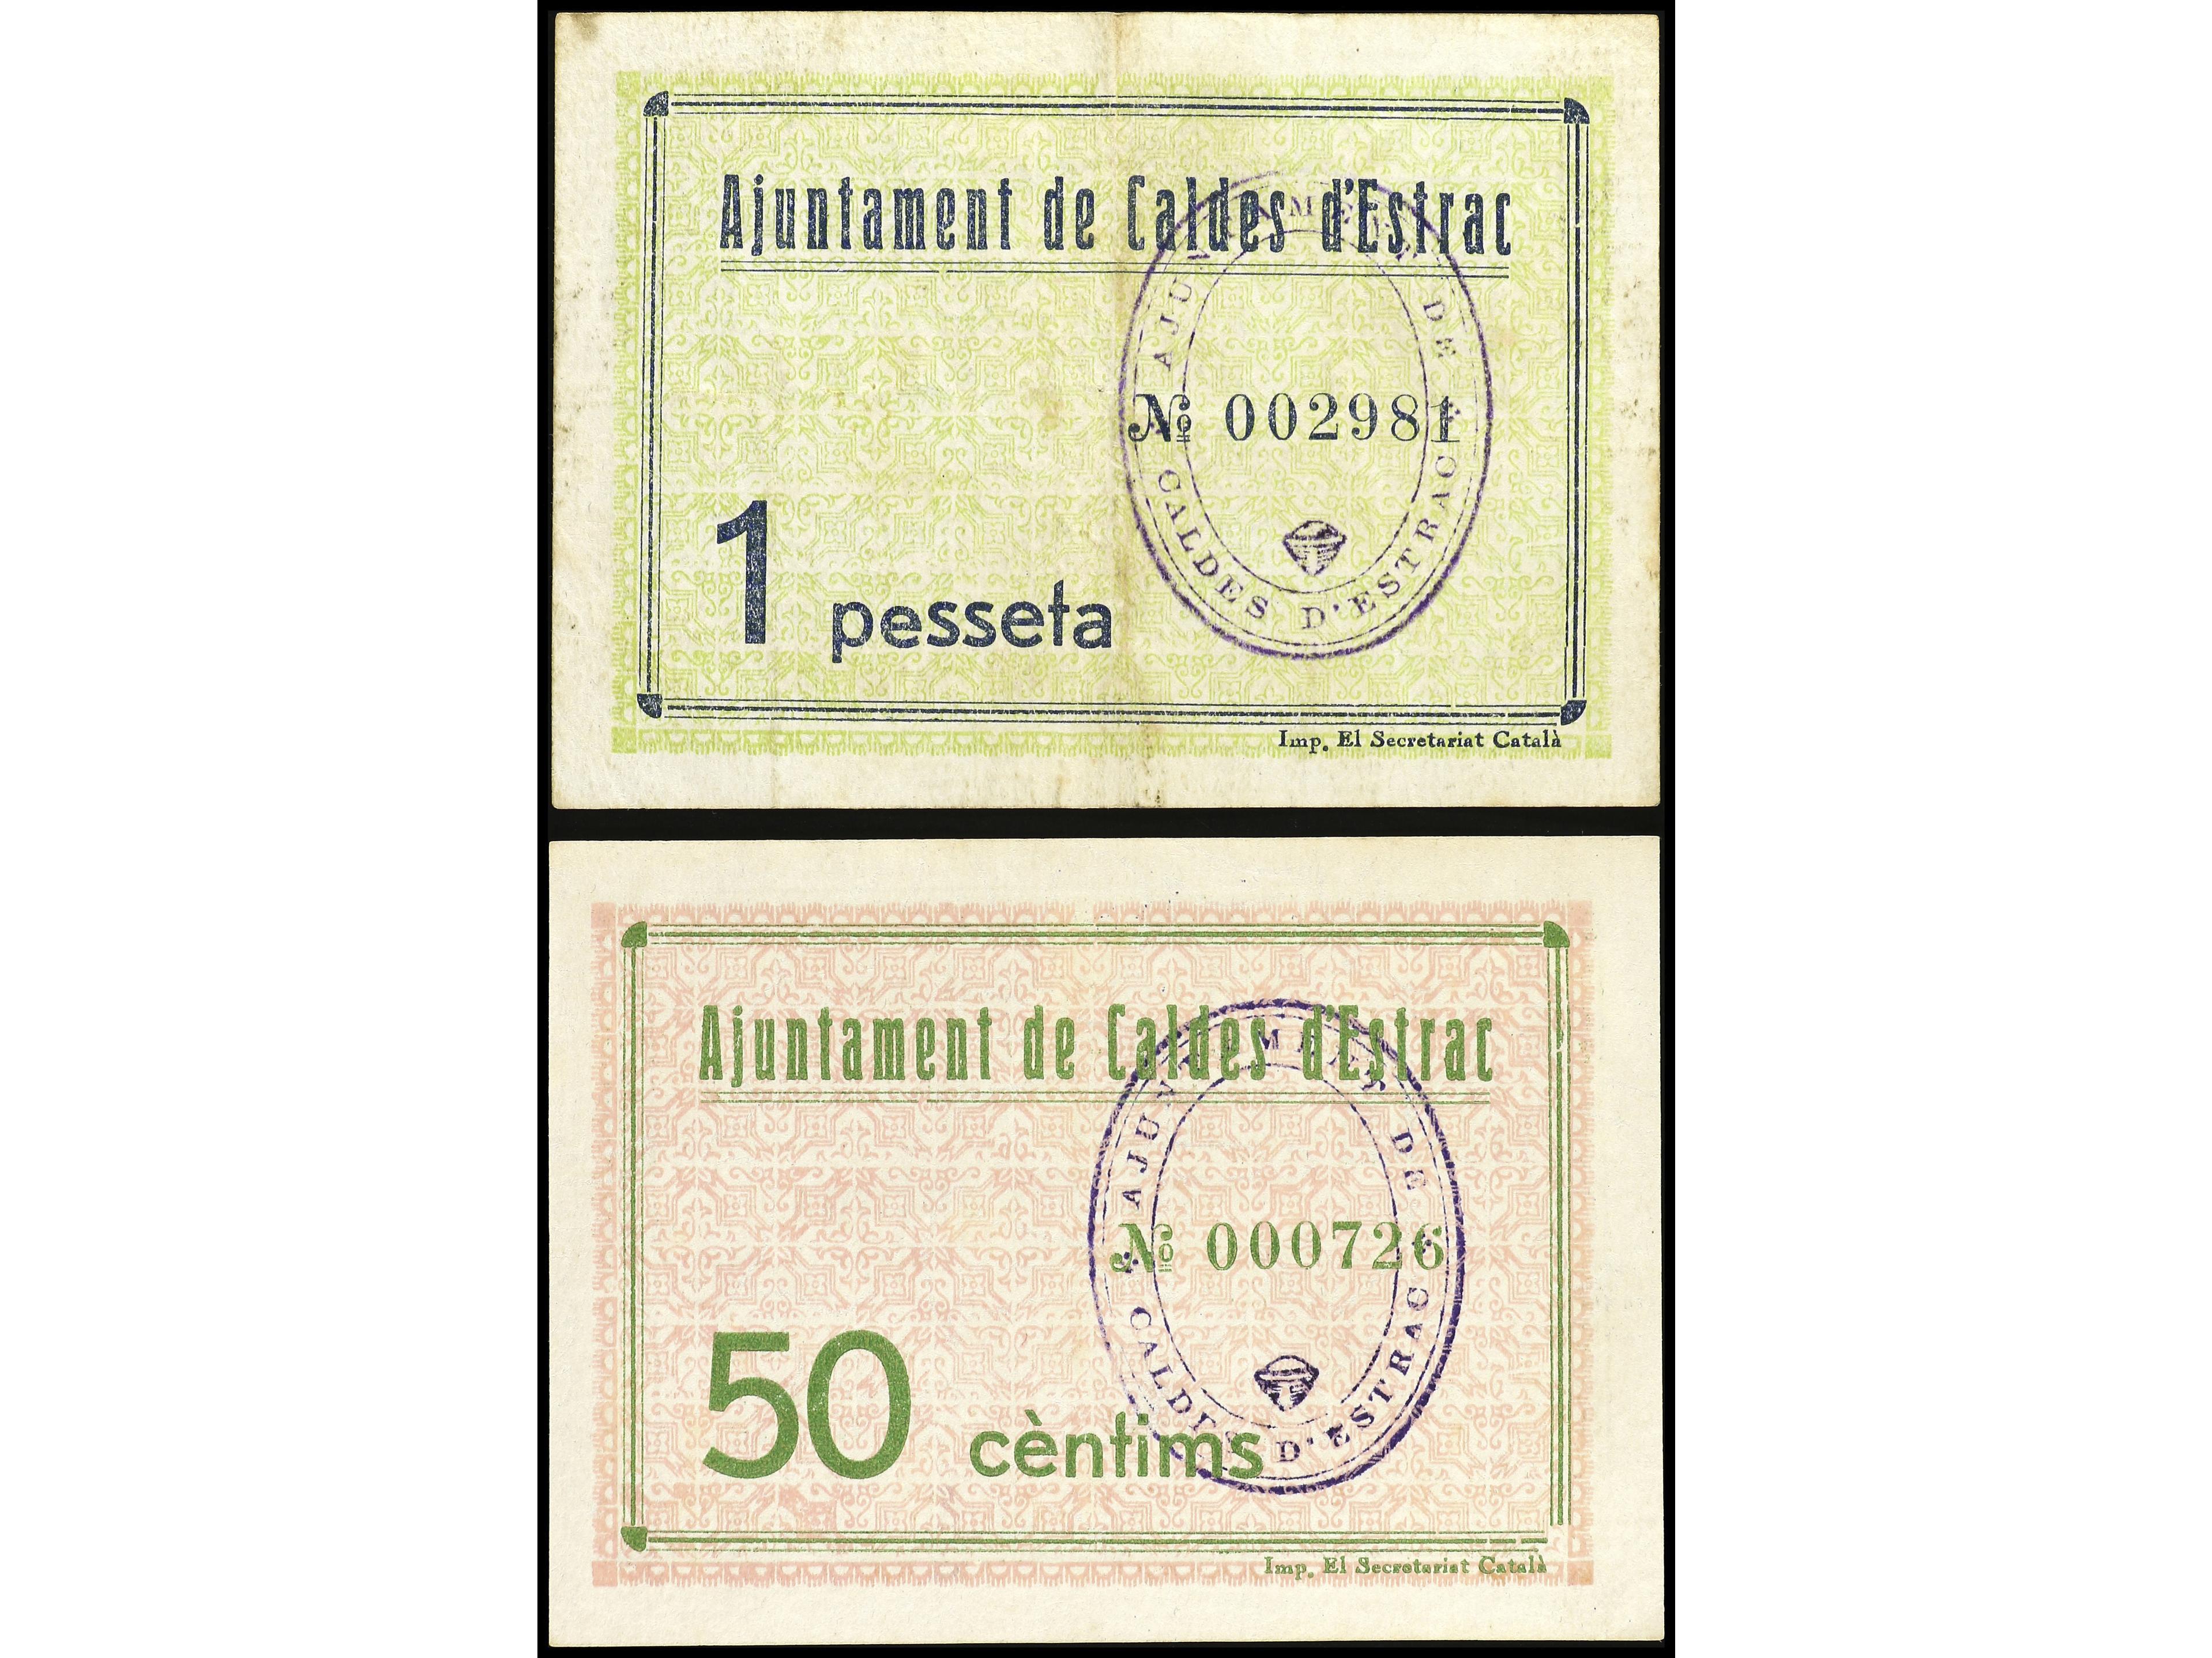 Ajuntament de Caldes d'Estrac
AJUNTAMENT DE
Nº 002981
CALDES D'ESTRAC
1 pesseta
Imp. El Secretariat Català
Ajuntament de Caldes d'Estrac
AJUNTAMENT DE
Nº 000726
CALDES D'ESTRAC
50 cèntims
Imp. El Secretariat Català